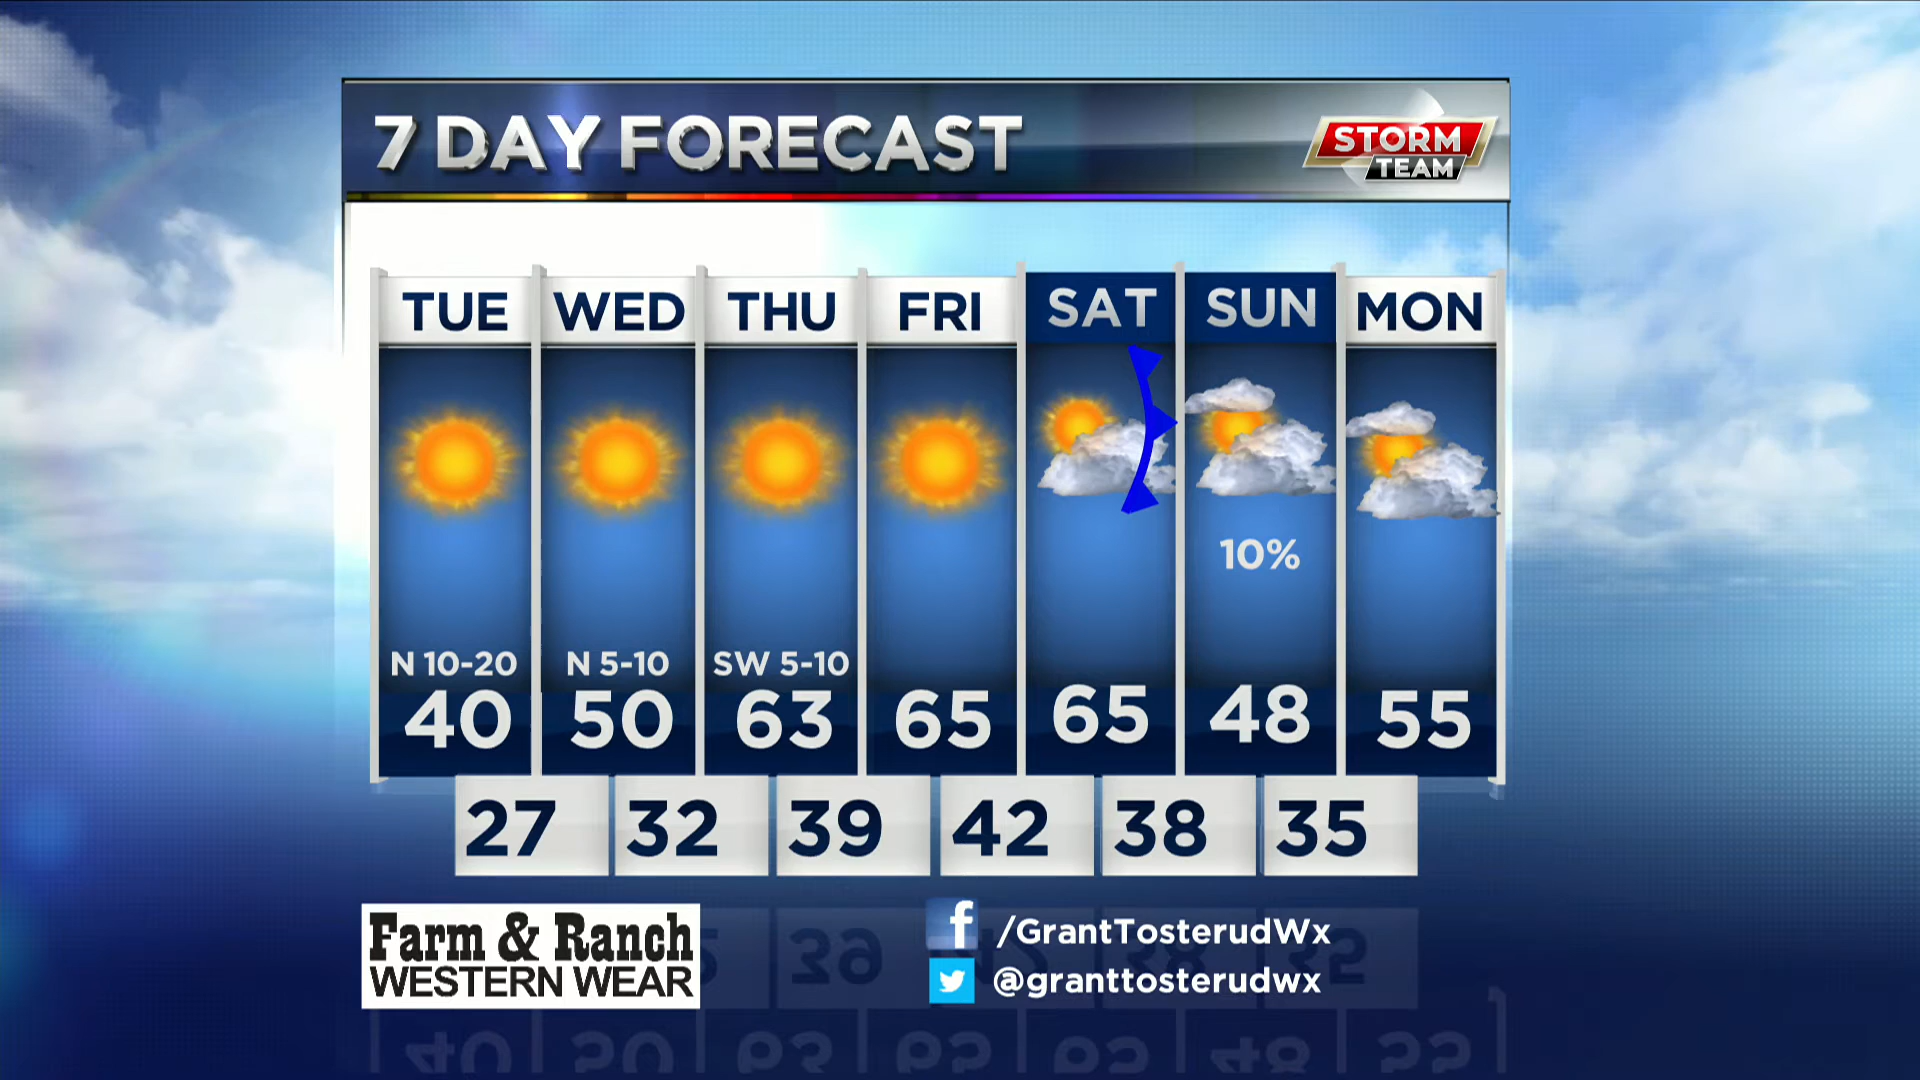 7 DAY FORECAST
STORM
TEAM
TUE WED THU FRI SAT SUN MON
10%
N 10-20 N 5-10 SW 5-10
40 50 63 65 65 48 55
27 32 39 42 38 35
Farm & Ranch
WESTERN WEAR
f /GrantTosterudWx
@granttosterudwx